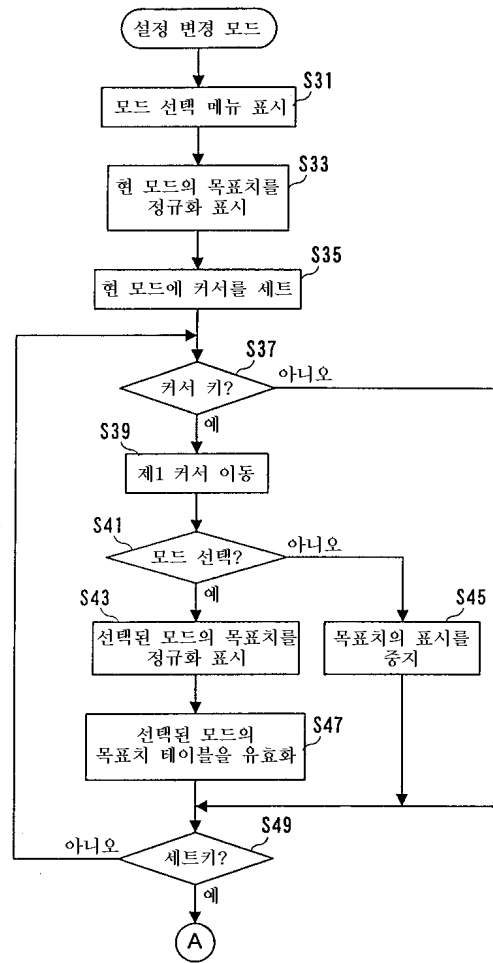 설정 변경 모드
S31
모드 선택 메뉴 표시
S33
현 모드의 목표치를
정규화 표시
S35
현 모드에 커서를 세트
S37
커서 키?
아니오
예
S39
제1 커서 이동
S41
모드 선택?
아니오
예
S43
선택된 모드의 목표치를
정규화 표시
S45
목표치의 표시를
중지
S47
선택된 모드의
목표치 테이블을 유효화
S49
세트키?
아니오
예
A